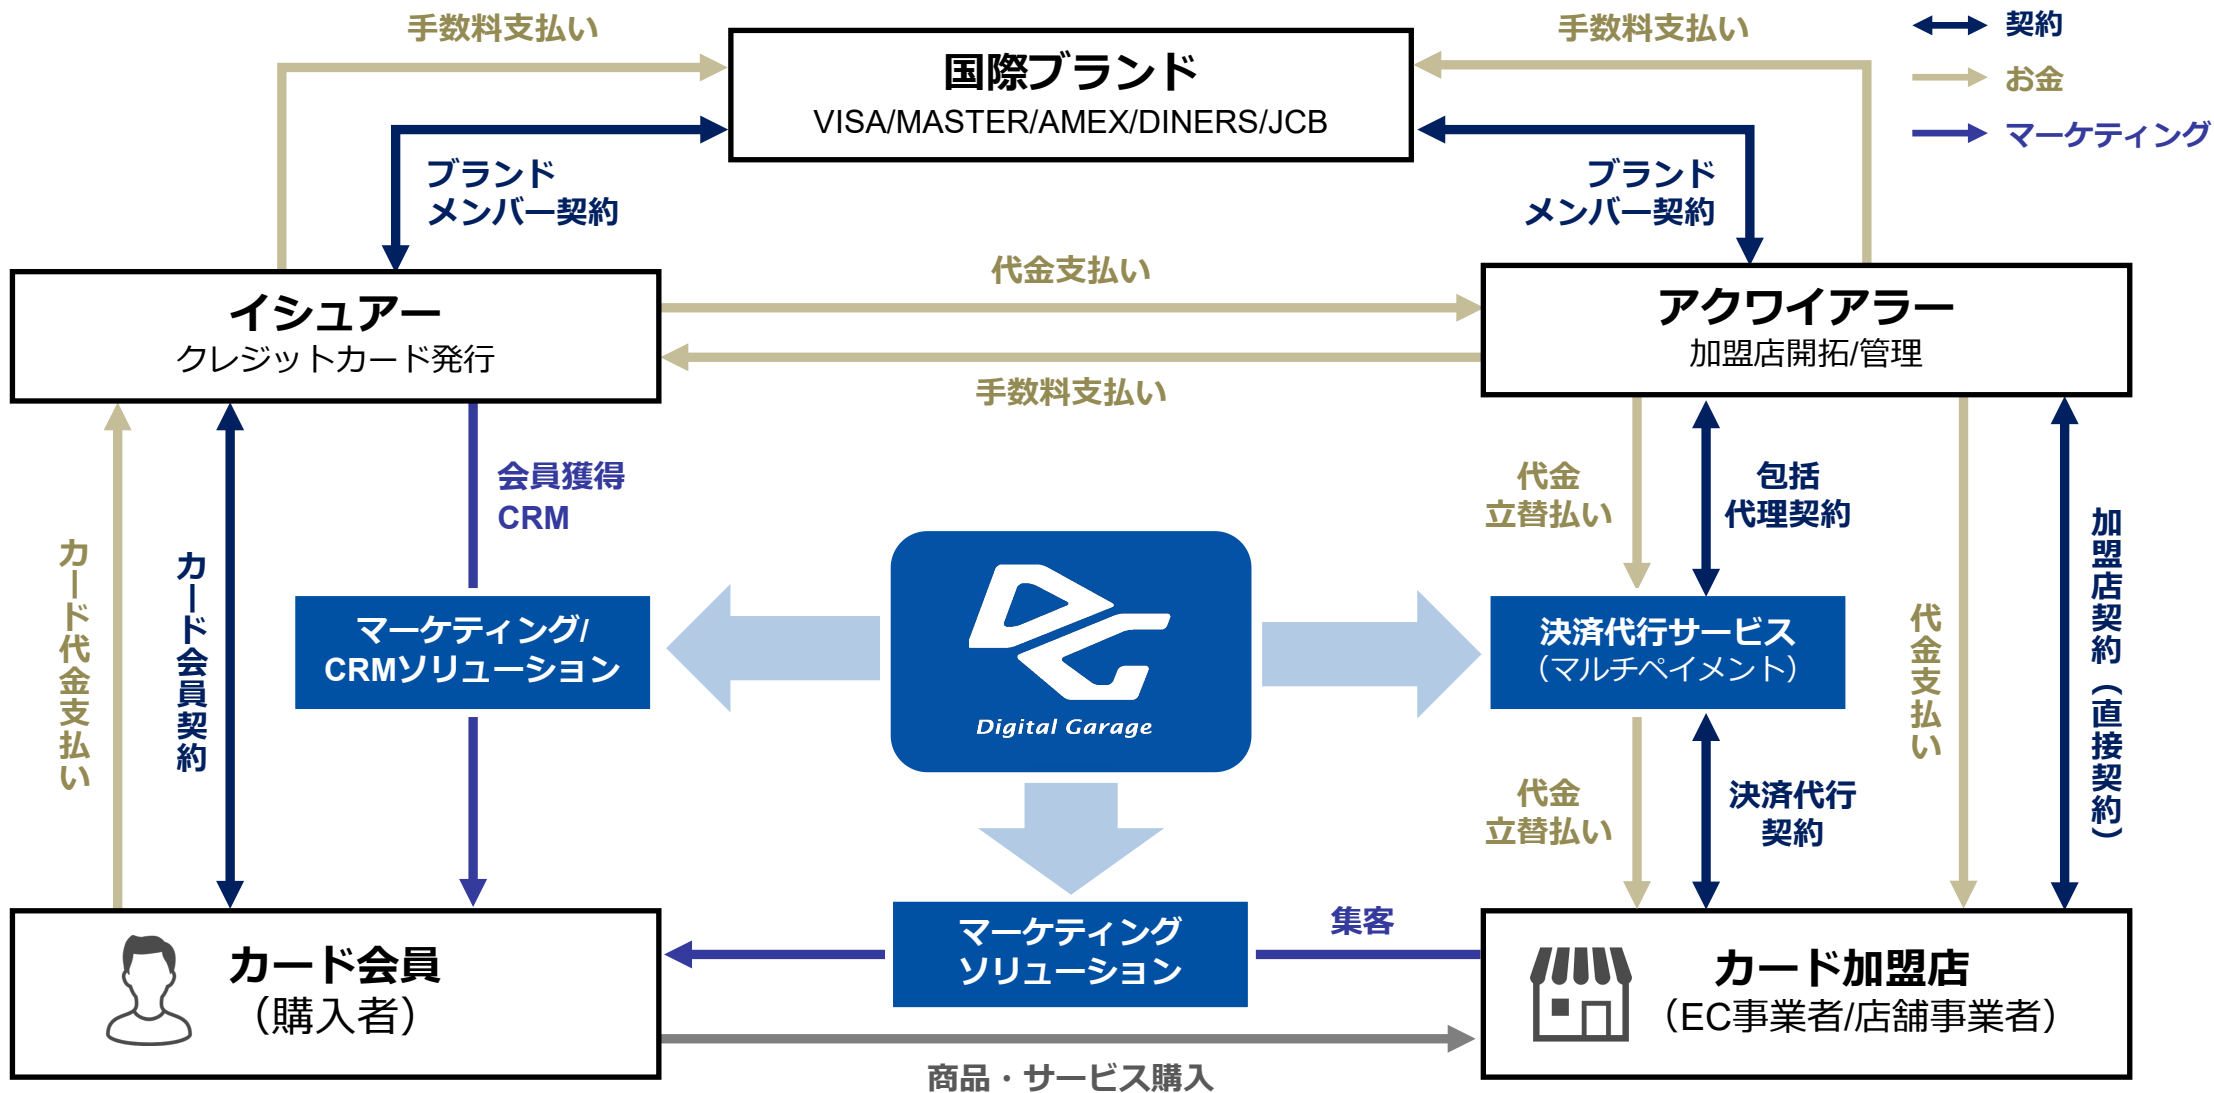 手数料支払い
国際ブランド
VISA/MASTER/AMEX/DINERS/JCB
手数料支払い
契約
お金
マーケティング
ブランド
メンバー契約
ブランド
メンバー契約
イシュアー
クレジットカード発行
代金支払い
手数料支払い
アクワイアラー
加盟店開拓/管理
カード代金支払い
カード会員契約
会員獲得
CRM
代金
立替払い
包括
代理契約
代金支払い
加盟店契約（直接契約）
マーケティング/
CRMソリューション
Digital Garage
決済代行サービス
（マルチペイメント）
代金
立替払い
決済代行
契約
カード会員
（購入者）
マーケティング
ソリューション
集客
カード加盟店
（EC事業者/店舗事業者）
商品・サービス購入